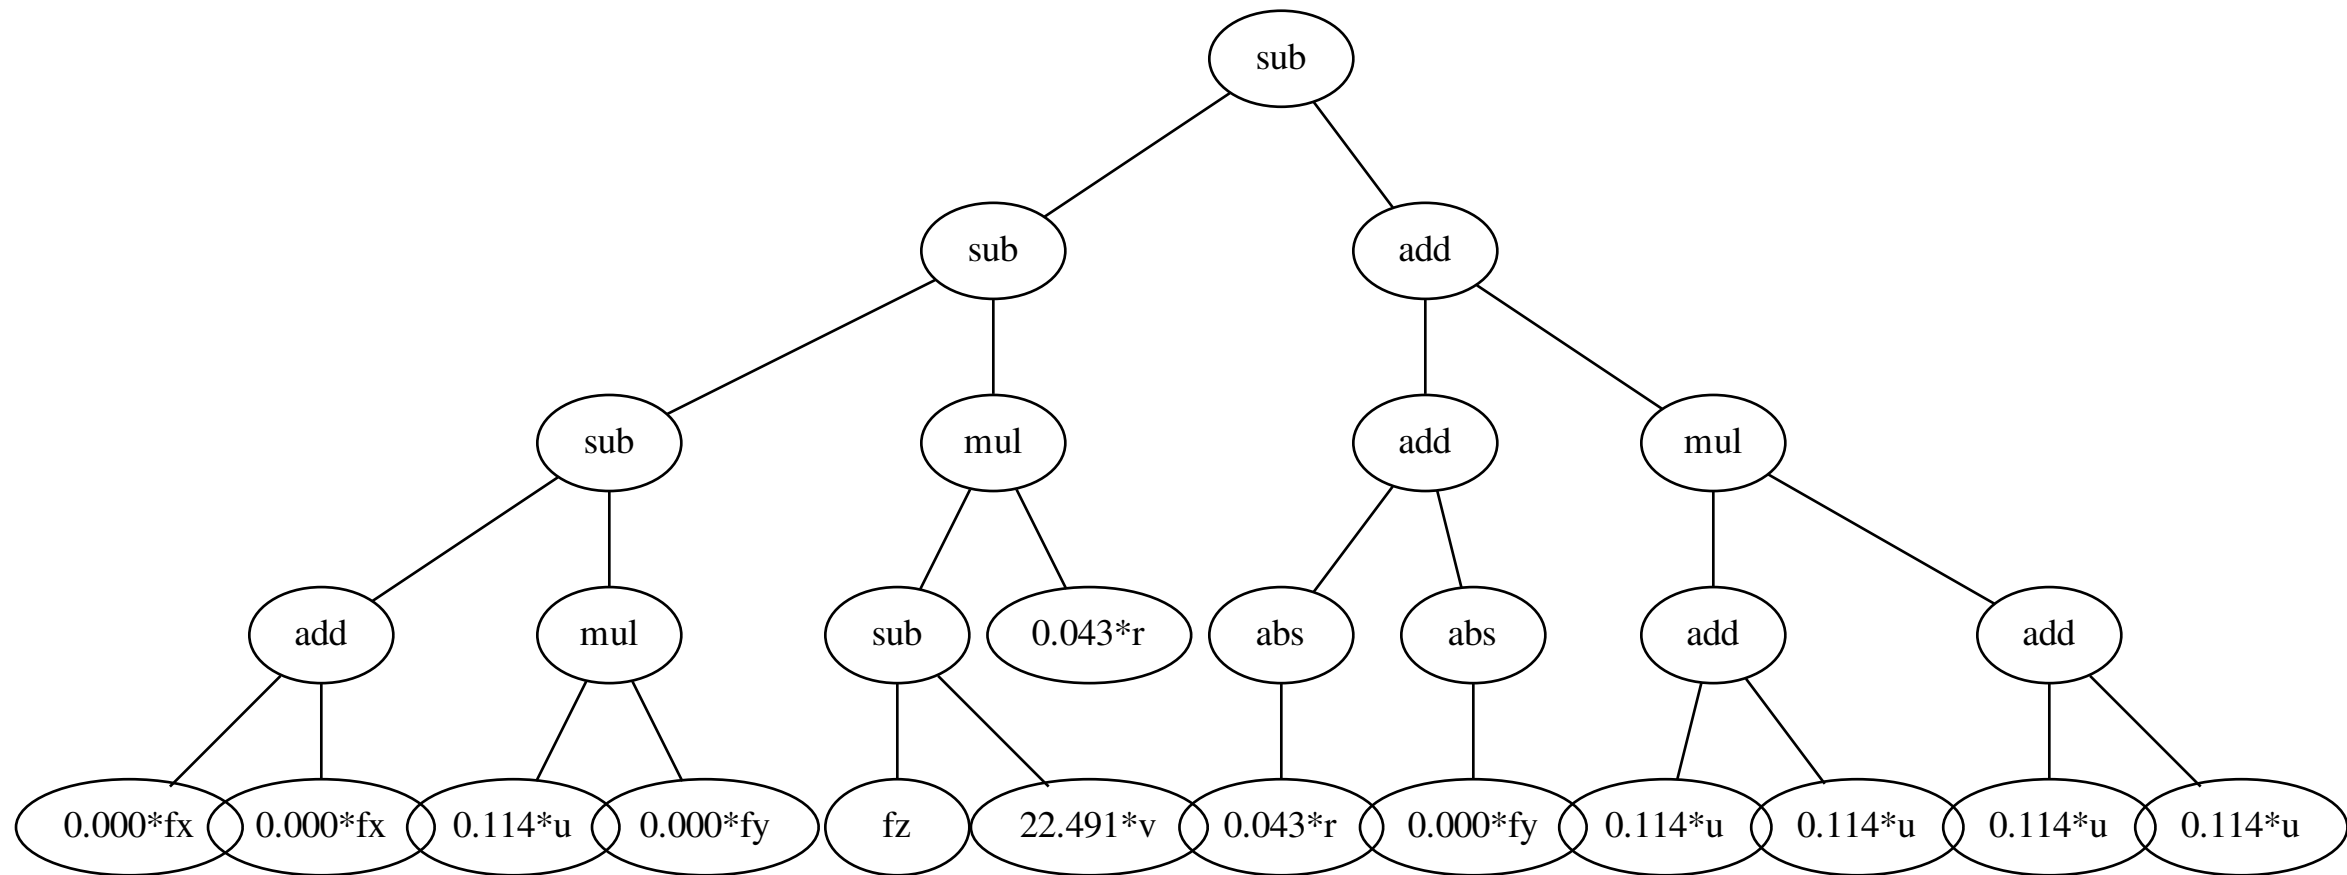 sub
sub add
sub mul add mul
add mul sub 0.043*r abs abs add add
0.000*fx 0.000*fx 0.114*u 0.000*fy fz 22.491*v 0.043*r 0.000*fy 0.114*u 0.114*u 0.114*u 0.114*u